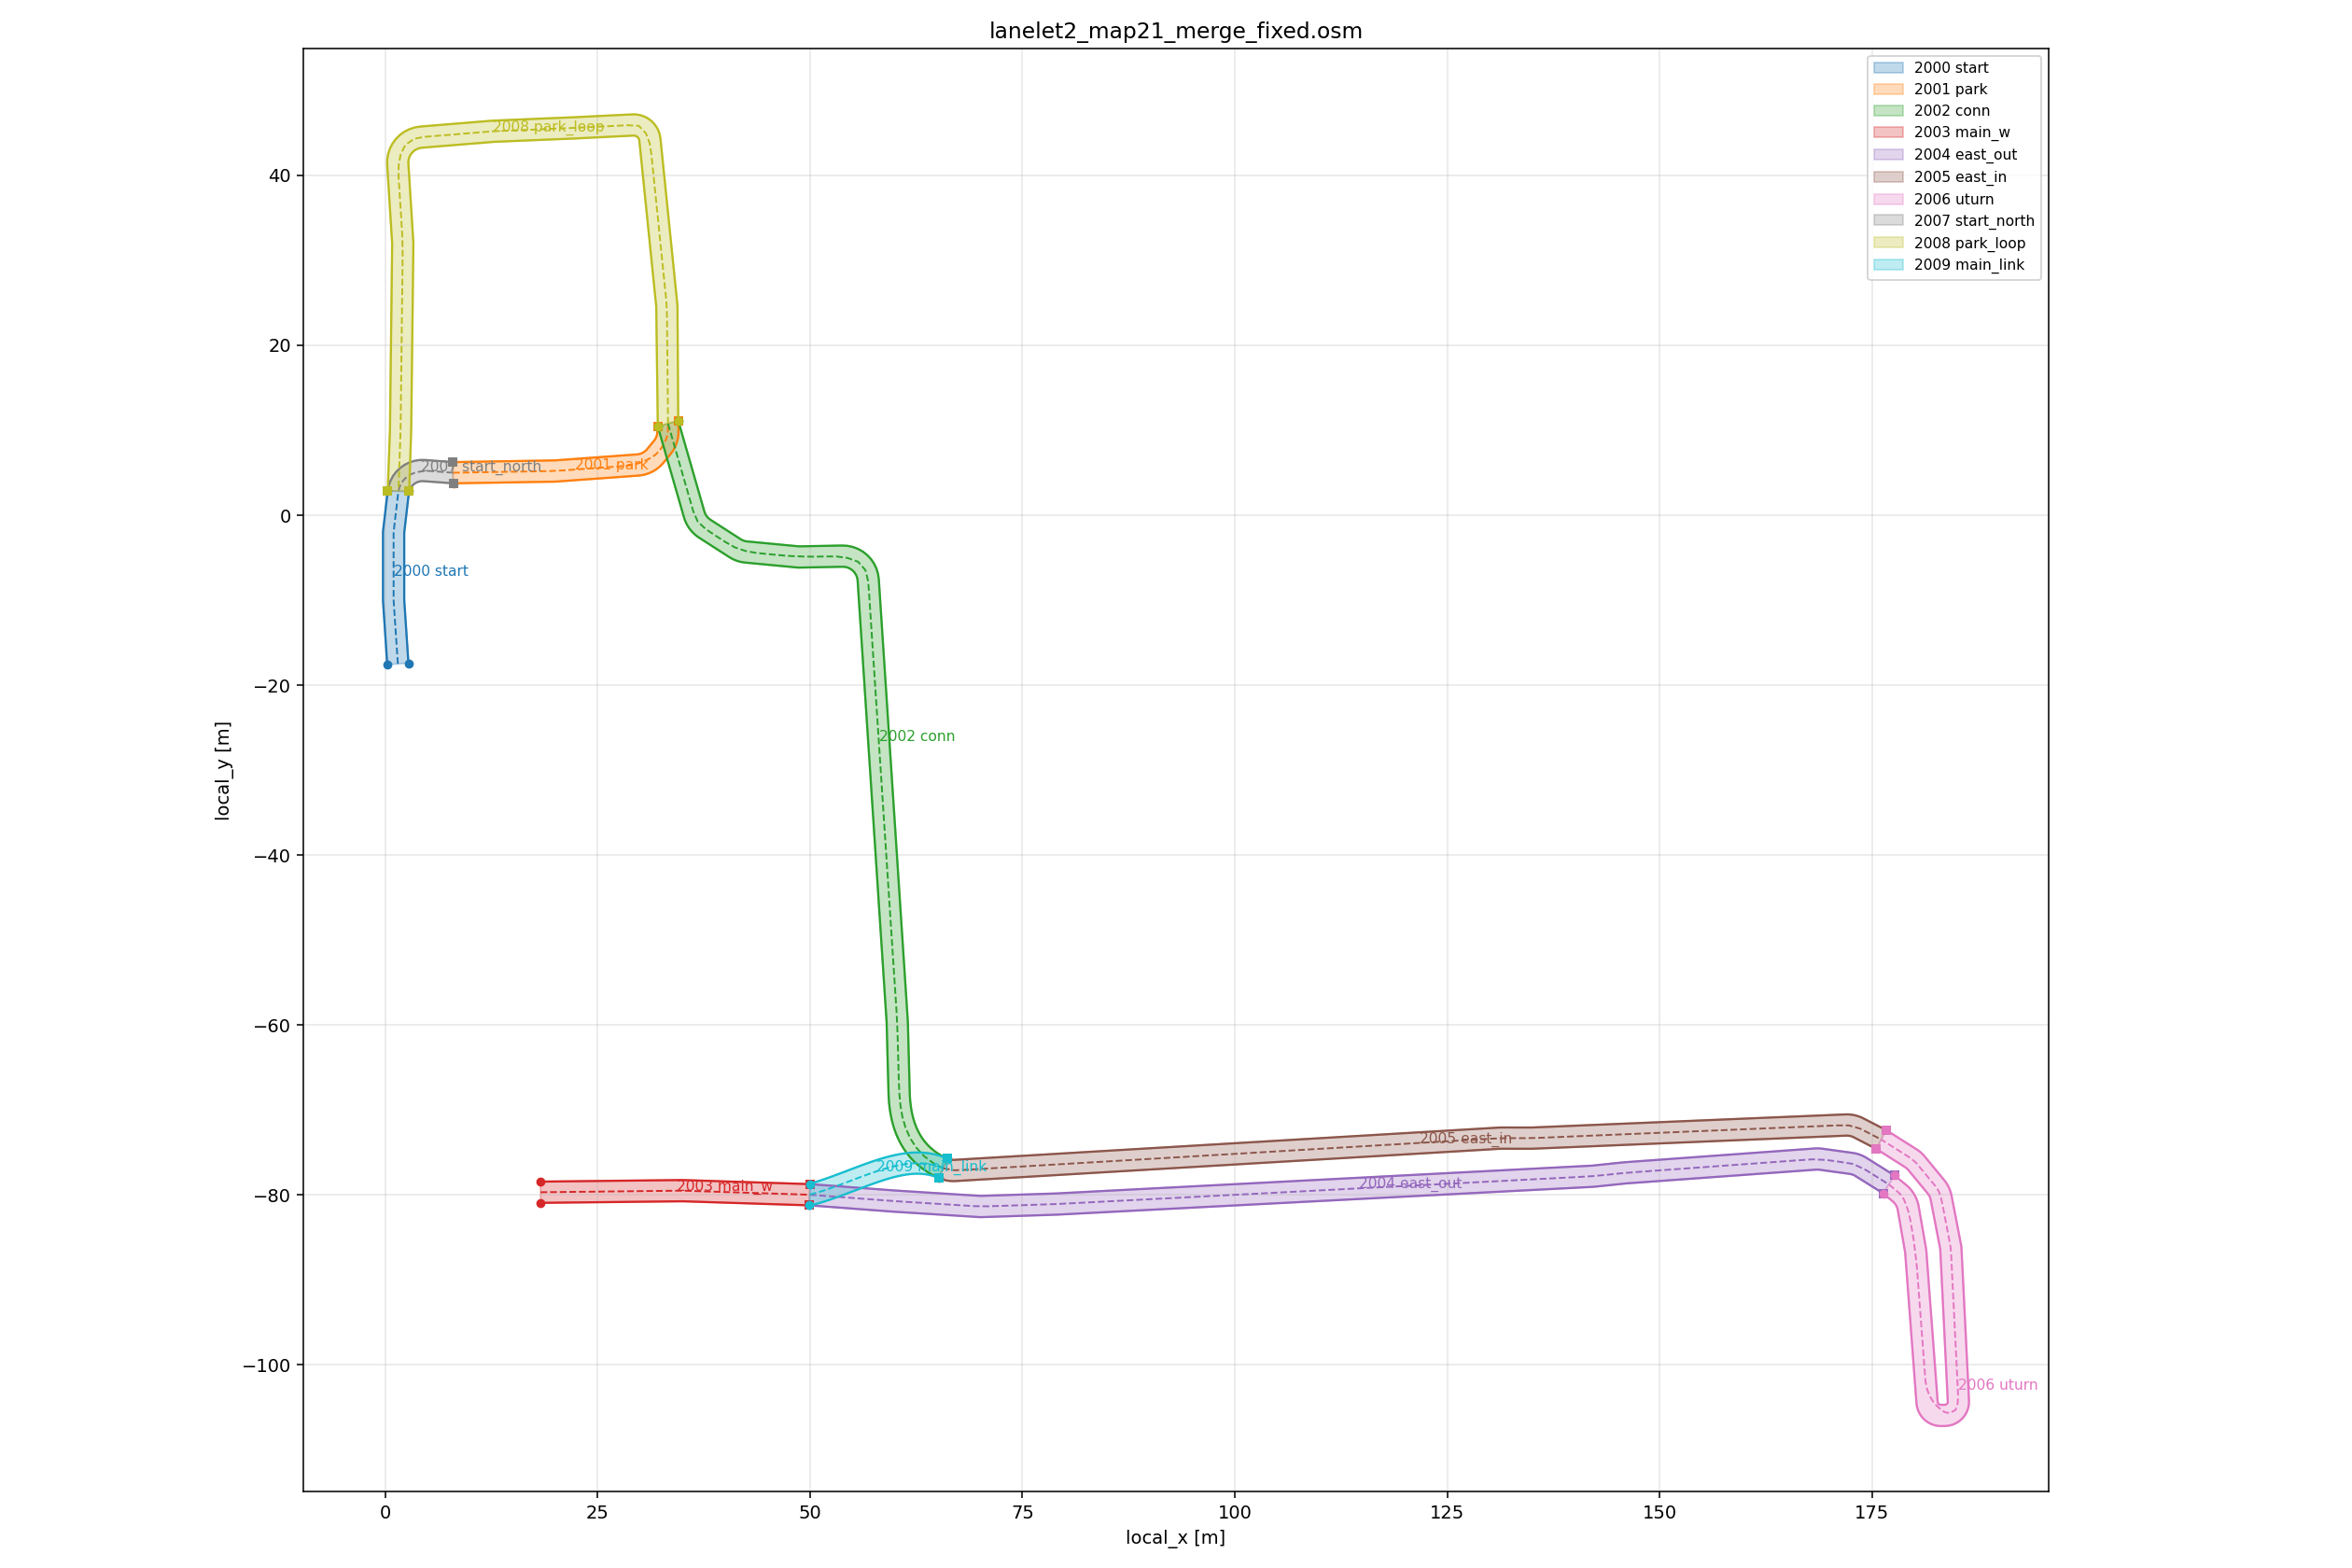 lanelet2_map21_merge_fixed.osm
2000 start
2001 park
2002 conn
2003 main_w
2004 east_out
2005 east_in
2006 uturn
2007 start_north
2008 park_loop
2009 main_link
2008 park_loop
2007 start_north
2001 park
2000 start
2002 conn
2005 east_in
2009 main_link
2003 main_w
2004 east_out
2006 uturn
40
20
0
−20
−40
−60
−80
−100
local_y [m]
0
25
50
75
100
125
150
175
local_x [m]